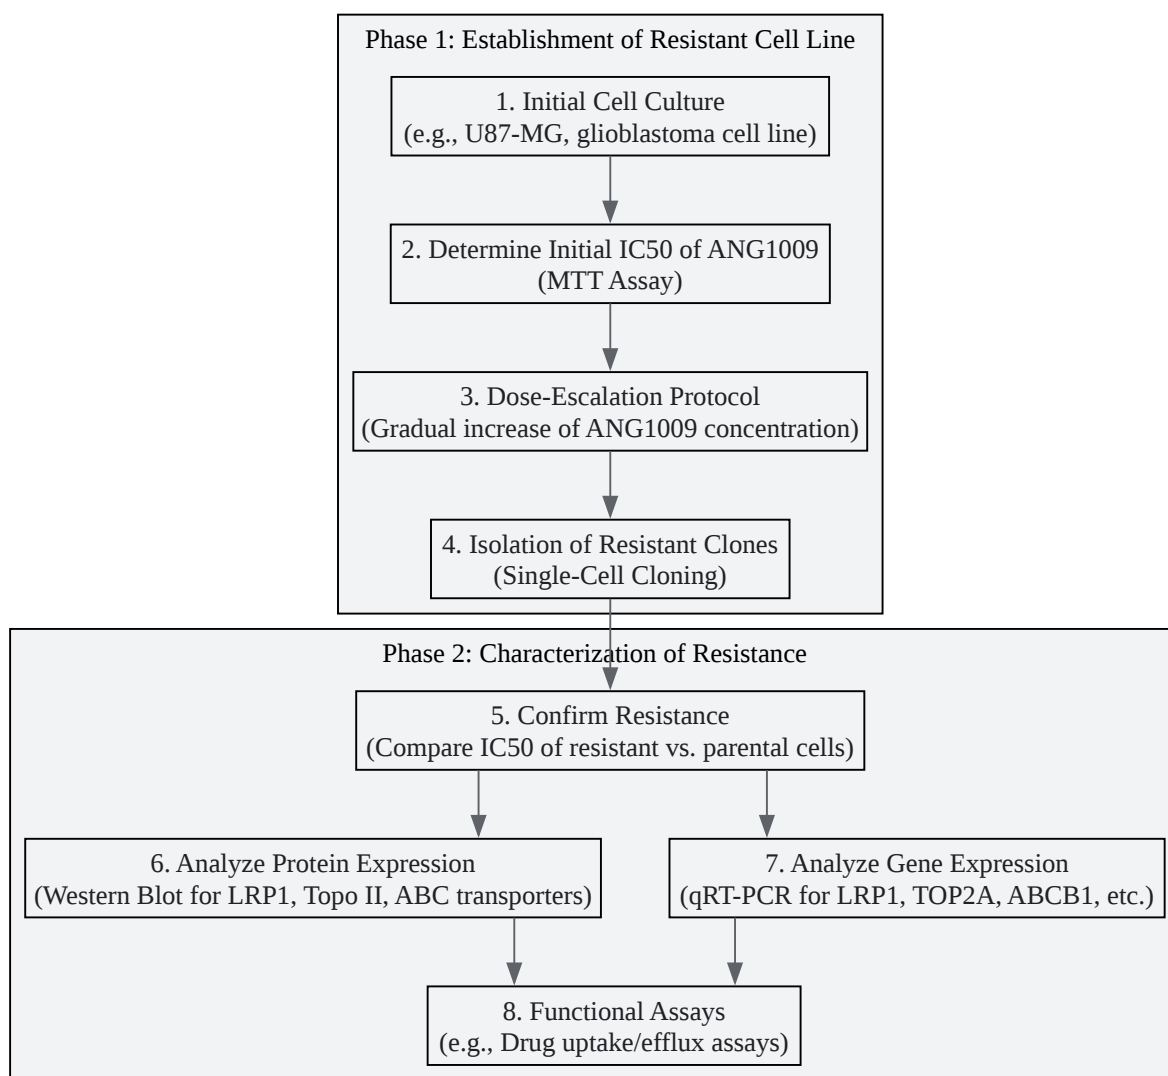 Phase 1: Establishment of Resistant Cell Line
1. Initial Cell Culture
(e.g., U87-MG, glioblastoma cell line)
2. Determine Initial IC50 of ANG1009
(MTT Assay)
3. Dose-Escalation Protocol
(Gradual increase of ANG1009 concentration)
4. Isolation of Resistant Clones
(Single-Cell Cloning)
Phase 2: Characterization of Resistance
5. Confirm Resistance
(Compare IC50 of resistant vs. parental cells)
6. Analyze Protein Expression
(Western Blot for LRP1, Topo II, ABC transporters)
7. Analyze Gene Expression
(qRT-PCR for LRP1, TOP2A, ABCB1, etc.)
8. Functional Assays
(e.g., Drug uptake/efflux assays)